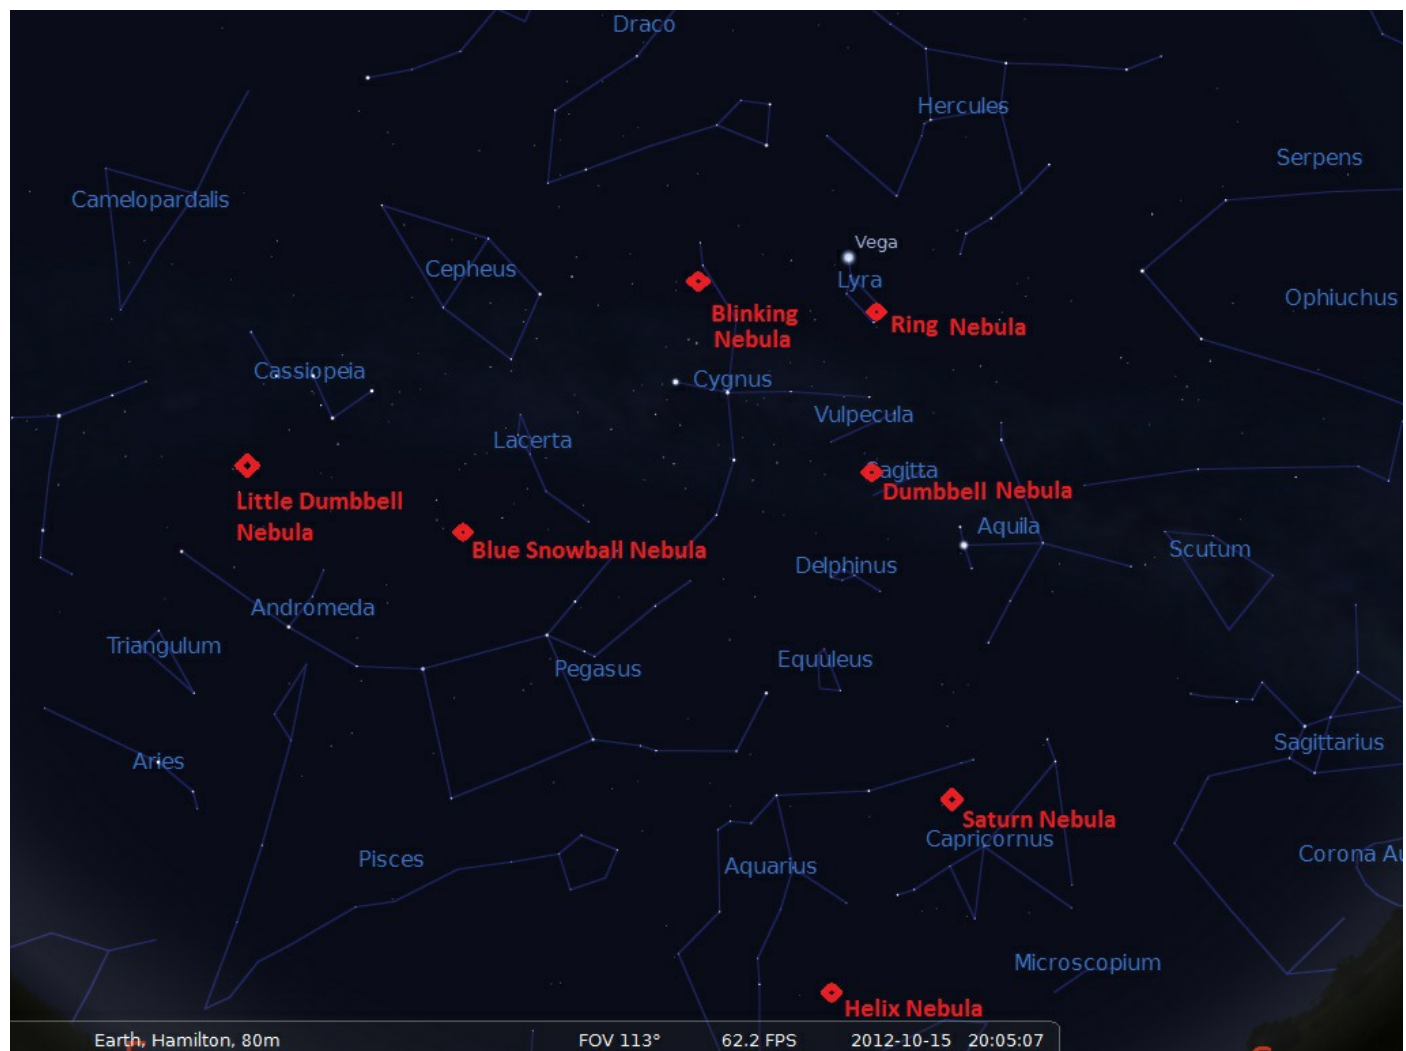 Draco
Hercules
Serpens
Camelopardalis
Vega
Cepheus
Lyra
Ophiuchus
Blinking
Nebula
Ring Nebula
Cassiopeia
Cygnus
Vulpecula
Lacerta
Sagitta
Dumbbell Nebula
Little Dumbbell
Nebula
Aquila
Blue Snowball Nebula
Scutum
Delphinus
Andromeda
Triangulum
Equuleus
Pegasus
Sagittarius
Aries
Saturn Nebula
Capricornus
Pisces
Aquarius
Corona Au
Microscopium
Helix Nebula
Earth, Hamilton, 80m FOV 113° 62.2 FPS 2012-10-15 20:05:07